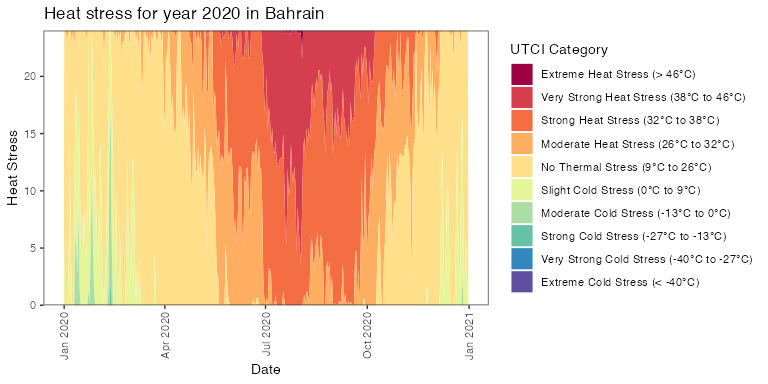 Heat stress for year 2020 in Bahrain
Heat Stress
20
15
10
5
0
Jan 2020
Apr 2020
Jul 2020
Oct 2020
Jan 2021
Date
UTCI Category
Extreme Heat Stress (> 46°C)
Very Strong Heat Stress (38°C to 46°C)
Strong Heat Stress (32°C to 38°C)
Moderate Heat Stress (26°C to 32°C)
No Thermal Stress (9°C to 26°C)
Slight Cold Stress (0°C to 9°C)
Moderate Cold Stress (-13°C to 0°C)
Strong Cold Stress (-27°C to -13°C)
Very Strong Cold Stress (-40°C to -27°C)
Extreme Cold Stress (< -40°C)